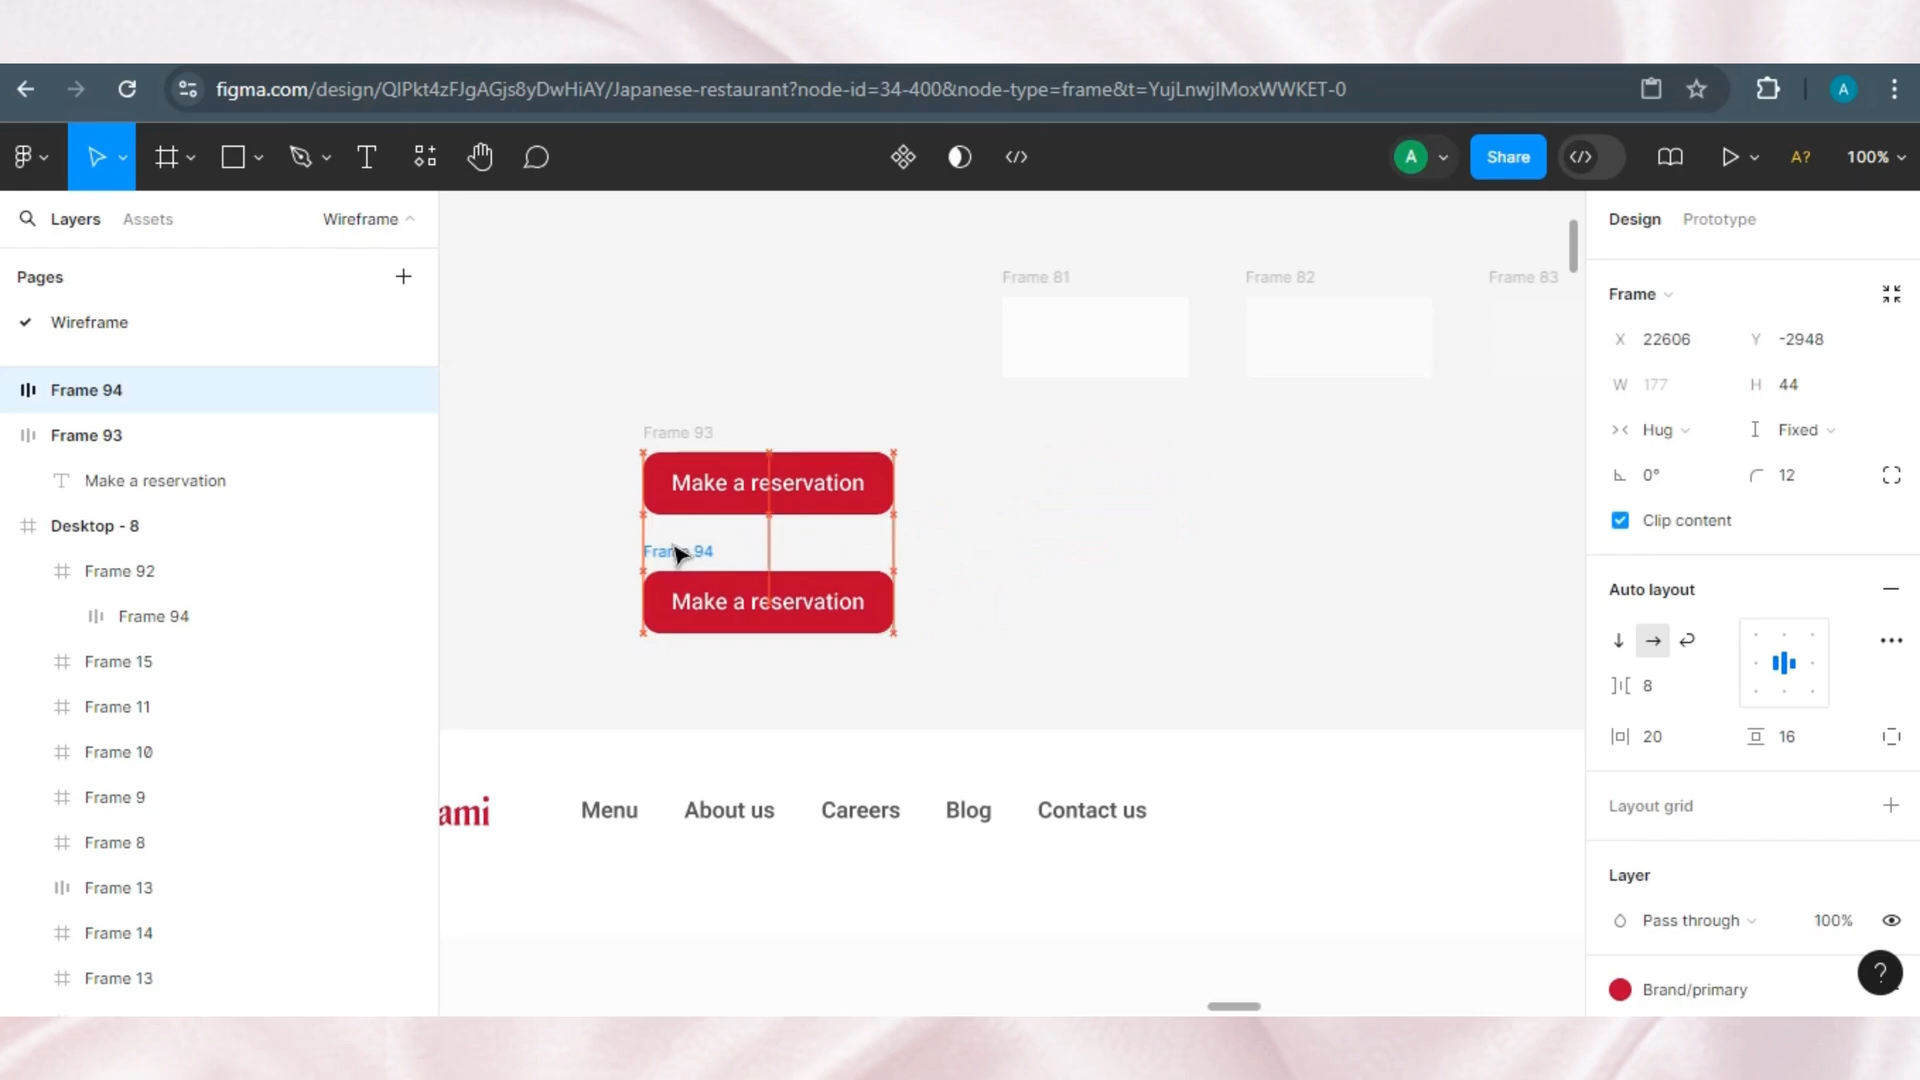 figma.com/design/QlPkt4zFJgAGjs8yDwHiAY/Japanese-restaurant?node-id=34-400&node-type=frame&t=YujLnwjlMoxWWKET-0
A
A
Share
A?
100%
Layers
Assets
Wireframe
Pages
Wireframe
Frame 94
Frame 93
Make a reservation
Desktop - 8
Frame 92
Frame 94
Frame 15
Frame 11
Frame 10
Frame 9
Frame 8
Frame 13
Frame 14
Frame 13
Frame 81
Frame 82
Frame 83
Frame 93
Make a reservation
Frame 94
Make a reservation
ami
Menu
About us
Careers
Blog
Contact us
Design
Prototype
Frame
X 22606
Y -2948
W 177
H 44
Hug
Fixed
0°
12
Clip content
Auto layout
8
20
16
Layout grid
Layer
Pass through
100%
Brand/primary
?